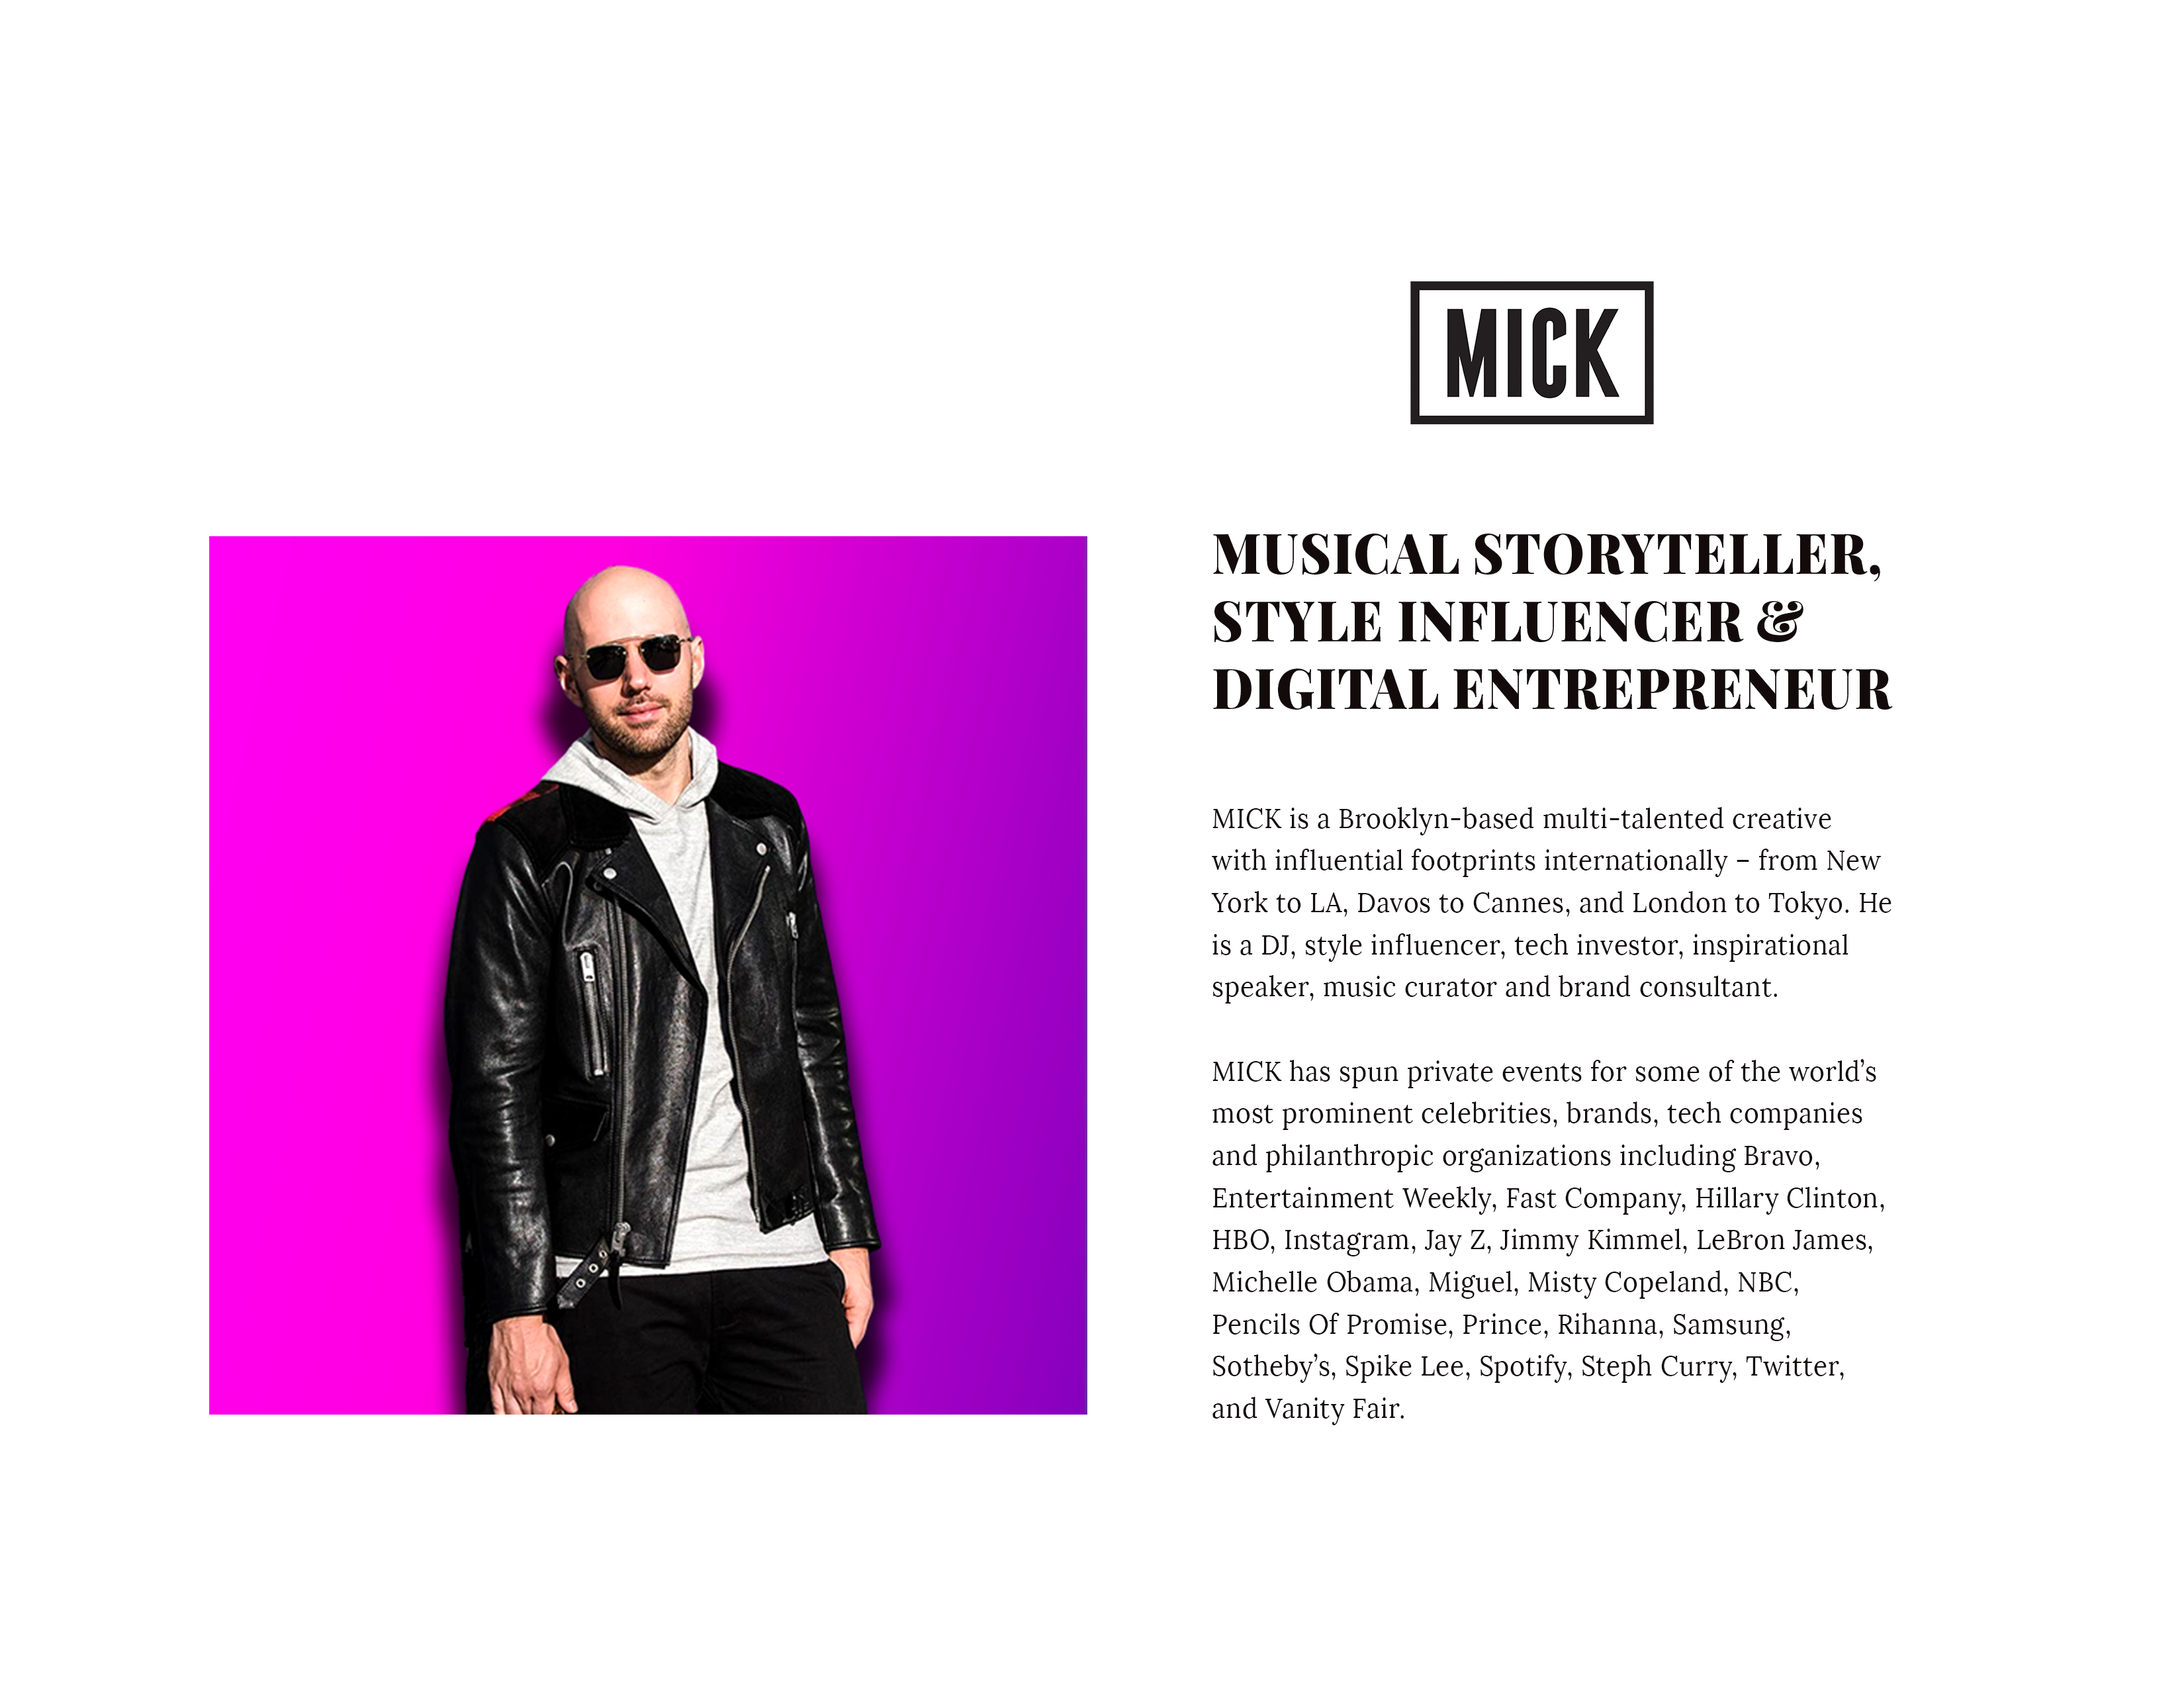 MICK
MUSICAL STORYTELLER,
STYLE INFLUENCER &
DIGITAL ENTREPRENEUR
MICK is a Brooklyn-based multi-talented creative
with influential footprints internationally – from New
York to LA, Davos to Cannes, and London to Tokyo. He
is a DJ, style influencer, tech investor, inspirational
speaker, music curator and brand consultant.
MICK has spun private events for some of the world’s
most prominent celebrities, brands, tech companies
and philanthropic organizations including Bravo,
Entertainment Weekly, Fast Company, Hillary Clinton,
HBO, Instagram, Jay Z, Jimmy Kimmel, LeBron James,
Michelle Obama, Miguel, Misty Copeland, NBC,
Pencils Of Promise, Prince, Rihanna, Samsung,
Sotheby’s, Spike Lee, Spotify, Steph Curry, Twitter,
and Vanity Fair.